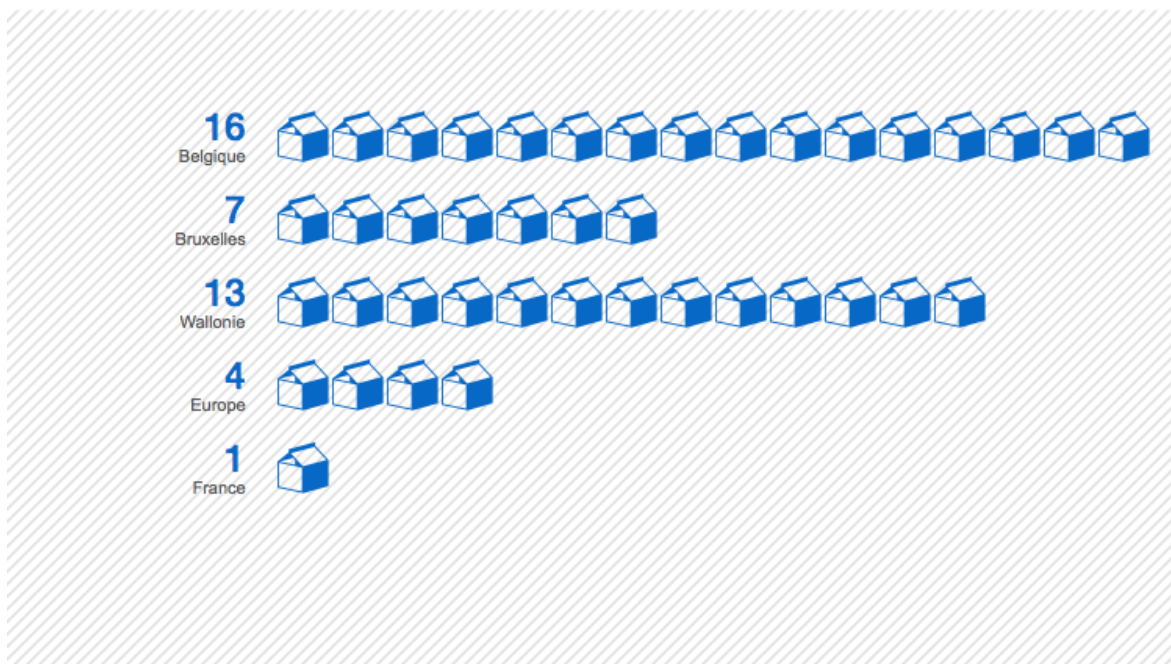 16
Belgique
7
Bruxelles
13
Wallonie
4
Europe
1
France